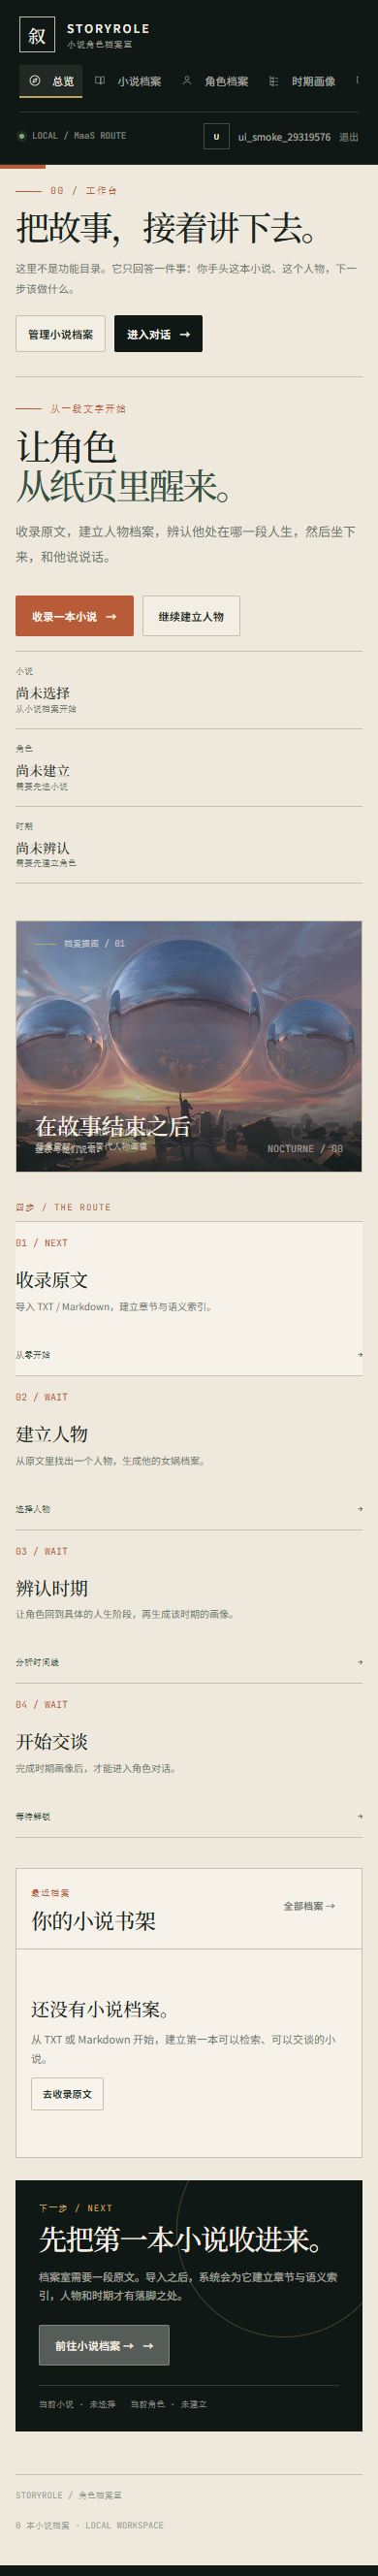 叙
STORYROLE
小说角色档案室
总览
小说档案
角色档案
时期画像
LOCAL / MaaS ROUTE
U
ui_smoke_29319576
退出
00 / 工作台
把故事，接着讲下去。
这里不是功能目录。它只回答一件事：你手头这本小说、这个人物，下一
步该做什么。
管理小说档案
进入对话 →
从一段文字开始
让角色
从纸页里醒来。
收录原文，建立人物档案，辨认他处在哪一段人生，然后坐下
来，和他说说话。
收录一本小说 →
继续建立人物
小说
尚未选择
从小说档案开始
角色
尚未建立
需要先选小说
时期
尚未辨认
需要先建立角色
档案摄图 / 01
在故事结束之后
继续与他们说话。
NOCTURNE / 00
四步 / THE ROUTE
01 / NEXT
收录原文
导入 TXT / Markdown，建立章节与语义索引。
从零开始 →
02 / WAIT
建立人物
从原文里找出一个人物，生成他的女娲档案。
选择人物 →
03 / WAIT
辨认时期
让角色回到具体的人生阶段，再生成该时期的画像。
分析时间线 →
04 / WAIT
开始交谈
完成时期画像后，才能进入角色对话。
等待解锁 →
最近档案
你的小说书架
全部档案 →
还没有小说档案。
从 TXT 或 Markdown 开始，建立第一本可以检索、可以交谈的小
说。
去收录原文
下一步 / NEXT
先把第一本小说收进来。
档案室需要一段原文。导入之后，系统会为它建立章节与语义索
引，人物和时期才有落脚之处。
前往小说档案 → →
当前小说 · 未选择 当前角色 · 未建立
STORYROLE / 角色档案室
0 本小说档案 · LOCAL WORKSPACE